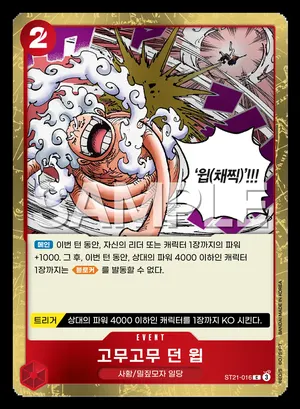 2
'윕(채찍)'!!!
SAMPLE
메인 이번 턴 동안, 자신의 리더 또는 캐릭터 1장까지의 파워
+1000. 그 후, 이번 턴 동안, 상대의 파워 4000 이하인 캐릭터
1장까지는 블로커 를 발동할 수 없다.
트리거 상대의 파워 4000 이하인 캐릭터를 1장까지 KO 시킨다.
EVENT
고무고무 던 윕
사황/밀짚모자 일당
ST21-016 C 3